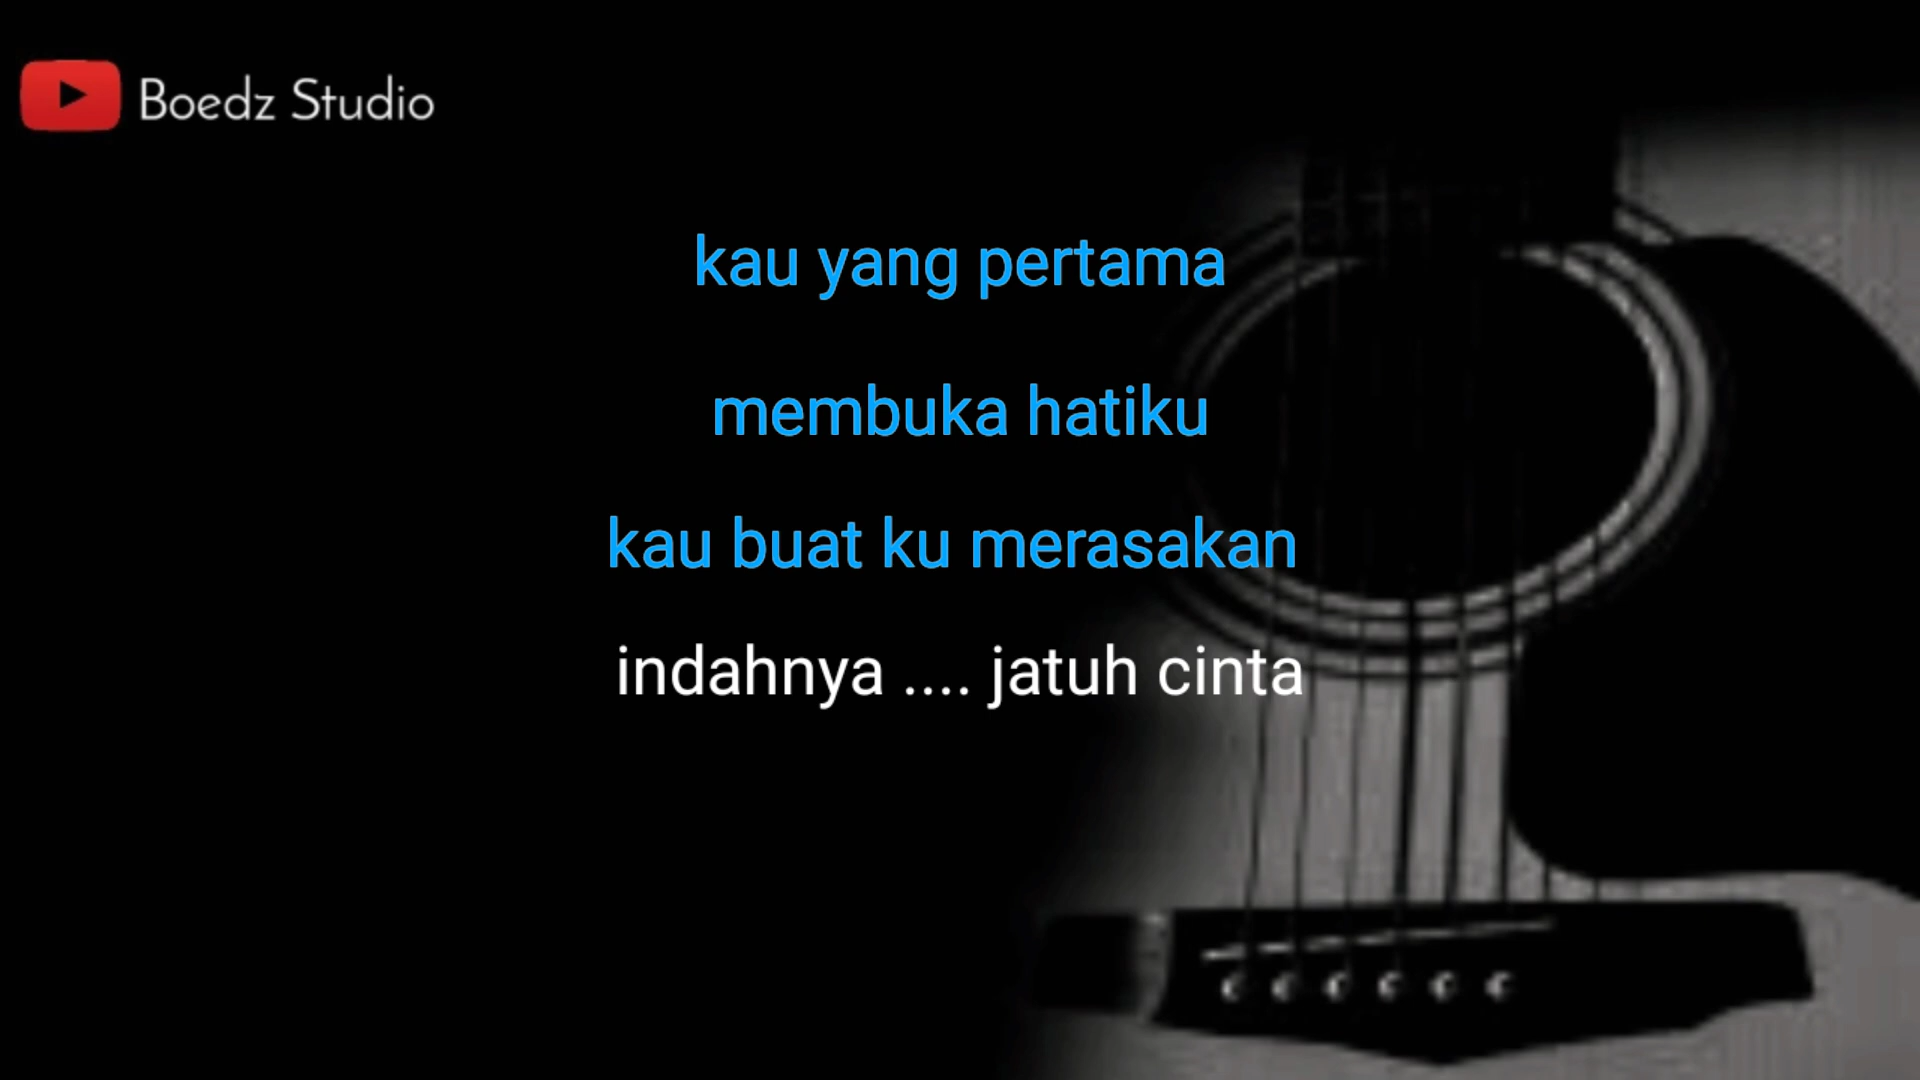 Boedz Studio
kau yang pertama
membuka hatiku
kau buat ku merasakan
indahnya .... jatuh cinta